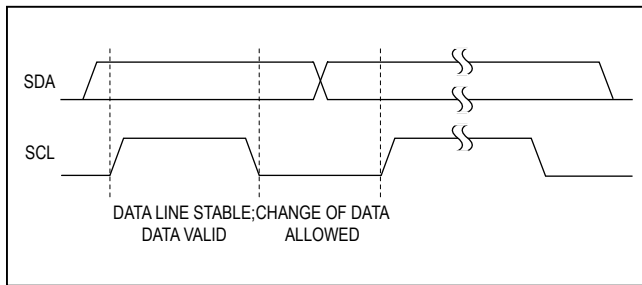 SDA
SCL
DATA LINE STABLE;
DATA VALID
CHANGE OF DATA
ALLOWED